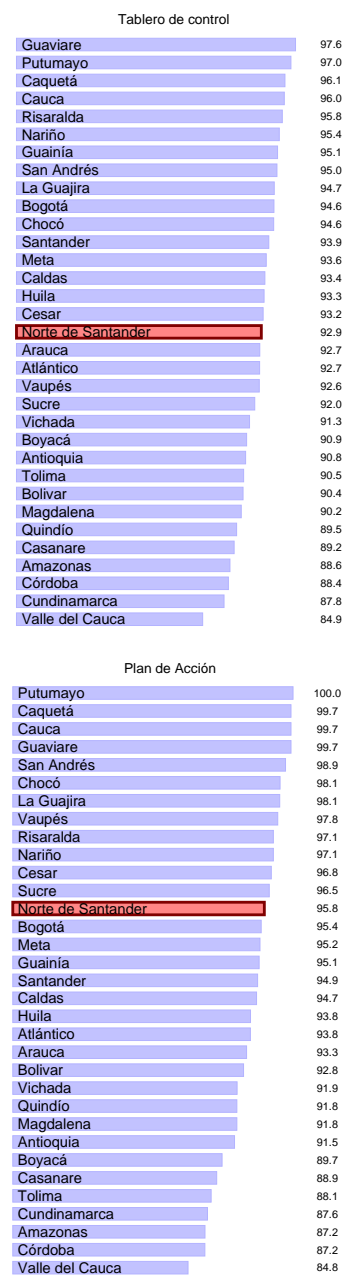 Tablero de control
Guaviare 97.6
Putumayo 97.0
Caquetá 96.1
Cauca 96.0
Risaralda 95.8
Nariño 95.4
Guainía 95.1
San Andrés 95.0
La Guajira 94.7
Bogotá 94.6
Chocó 94.6
Santander 93.9
Meta 93.6
Caldas 93.4
Huila 93.3
Cesar 93.2
Norte de Santander 92.9
Arauca 92.7
Atlántico 92.7
Vaupés 92.6
Sucre 92.0
Vichada 91.3
Boyacá 90.9
Antioquia 90.8
Tolima 90.5
Bolivar 90.4
Magdalena 90.2
Quindío 89.5
Casanare 89.2
Amazonas 88.6
Córdoba 88.4
Cundinamarca 87.8
Valle del Cauca 84.9
Plan de Acción
Putumayo 100.0
Caquetá 99.7
Cauca 99.7
Guaviare 99.7
San Andrés 98.9
Chocó 98.1
La Guajira 98.1
Vaupés 97.8
Risaralda 97.1
Nariño 97.1
Cesar 96.8
Sucre 96.5
Norte de Santander 95.8
Bogotá 95.4
Meta 95.2
Guainía 95.1
Santander 94.9
Caldas 94.7
Huila 93.8
Atlántico 93.8
Arauca 93.3
Bolivar 92.8
Vichada 91.9
Quindío 91.8
Magdalena 91.8
Antioquia 91.5
Boyacá 89.7
Casanare 88.9
Tolima 88.1
Cundinamarca 87.6
Amazonas 87.2
Córdoba 87.2
Valle del Cauca 84.8